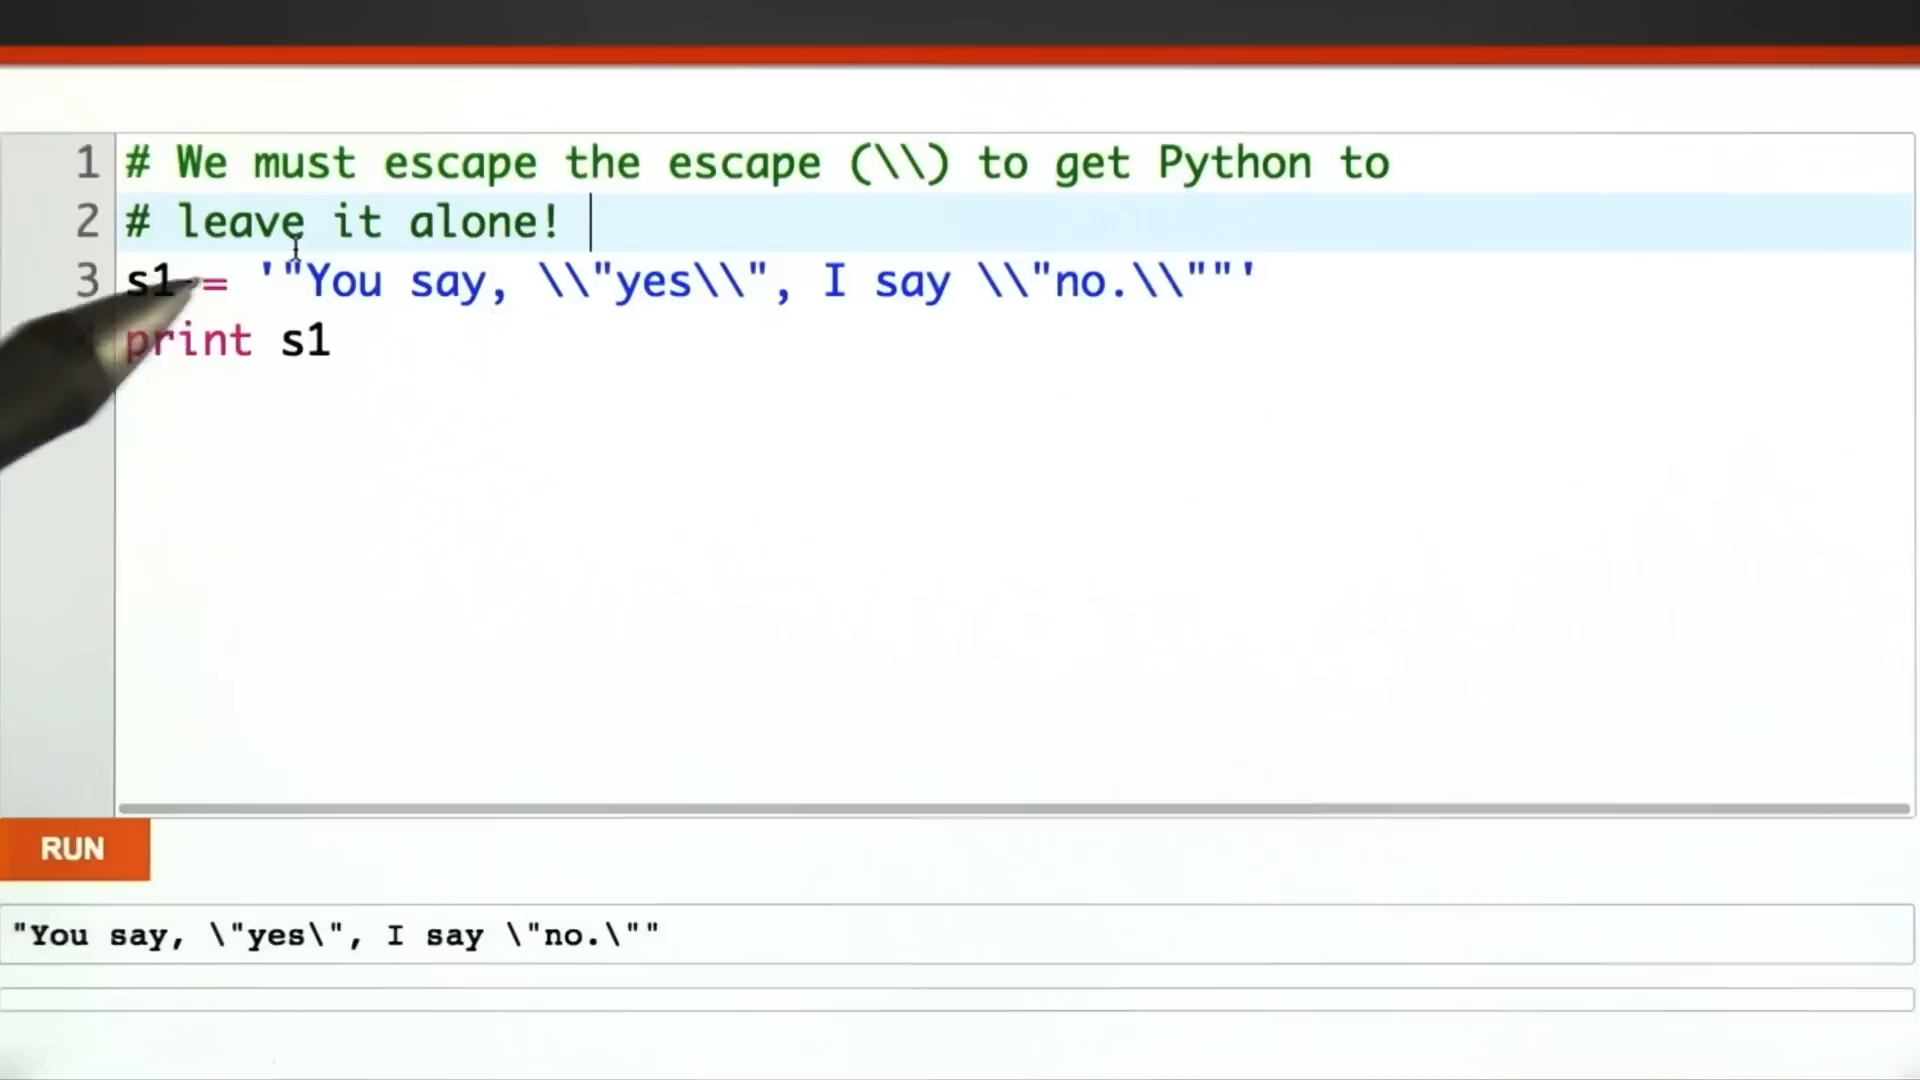 1 # We must escape the escape (\\) to get Python to
2 # leave it alone!
3 s1 = '"You say, \\"yes\\", I say \\"no.\\""'
print s1
RUN
"You say, \"yes\", I say \"no.\""